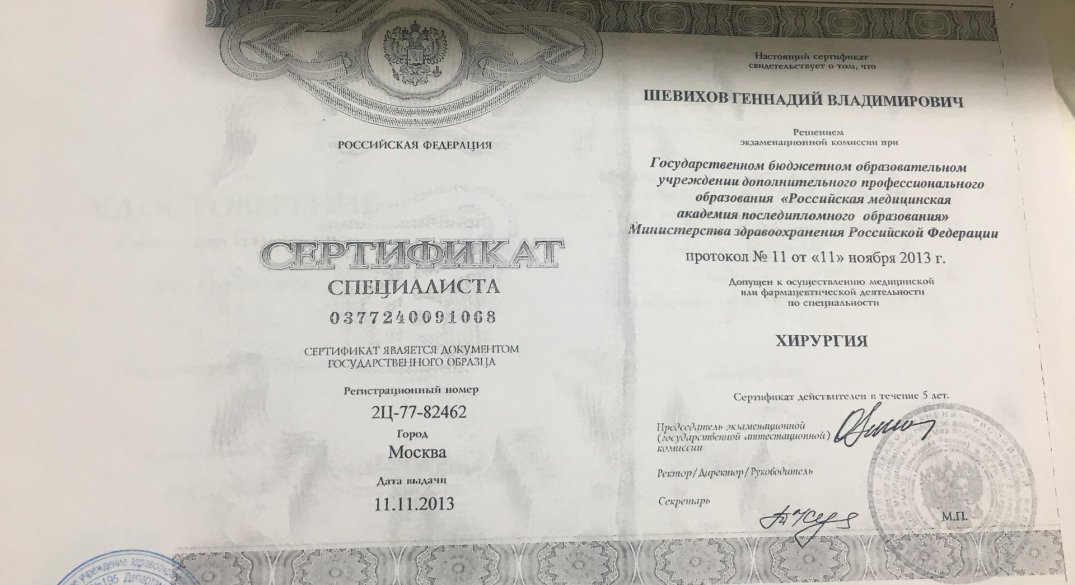 РОССИЙСКАЯ ФЕДЕРАЦИЯ
СЕРТИФИКАТ
СПЕЦИАЛИСТА
0377240091068
СЕРТИФИКАТ ЯВЛЯЕТСЯ ДОКУМЕНТОМ
ГОСУДАРСТВЕННОГО ОБРАЗЦА
Регистрационный номер
2Ц-77-82462
Город
Москва
Дата выдачи
11.11.2013
Настоящий сертификат
свидетельствует о том, что
ШЕВИХОВ ГЕННАДИЙ ВЛАДИМИРОВИЧ
Решением
экзаменационной комиссии при
Государственном бюджетном образовательном
учреждении дополнительного профессионального
образования «Российская медицинская
академия последипломного образования»
Министерства здравоохранения Российской Федерации
протокол № 11 от «11» ноября 2013 г.
Допущен к осуществлению медицинской
или фармацевтической деятельности
по специальности
ХИРУРГИЯ
Сертификат действителен в течение 5 лет.
Председатель экзаменационной
(государственной аттестационной)
комиссии
Ректор/Директор/Руководитель
Секретарь
М.П.
учреждение здравоох
195 Департа